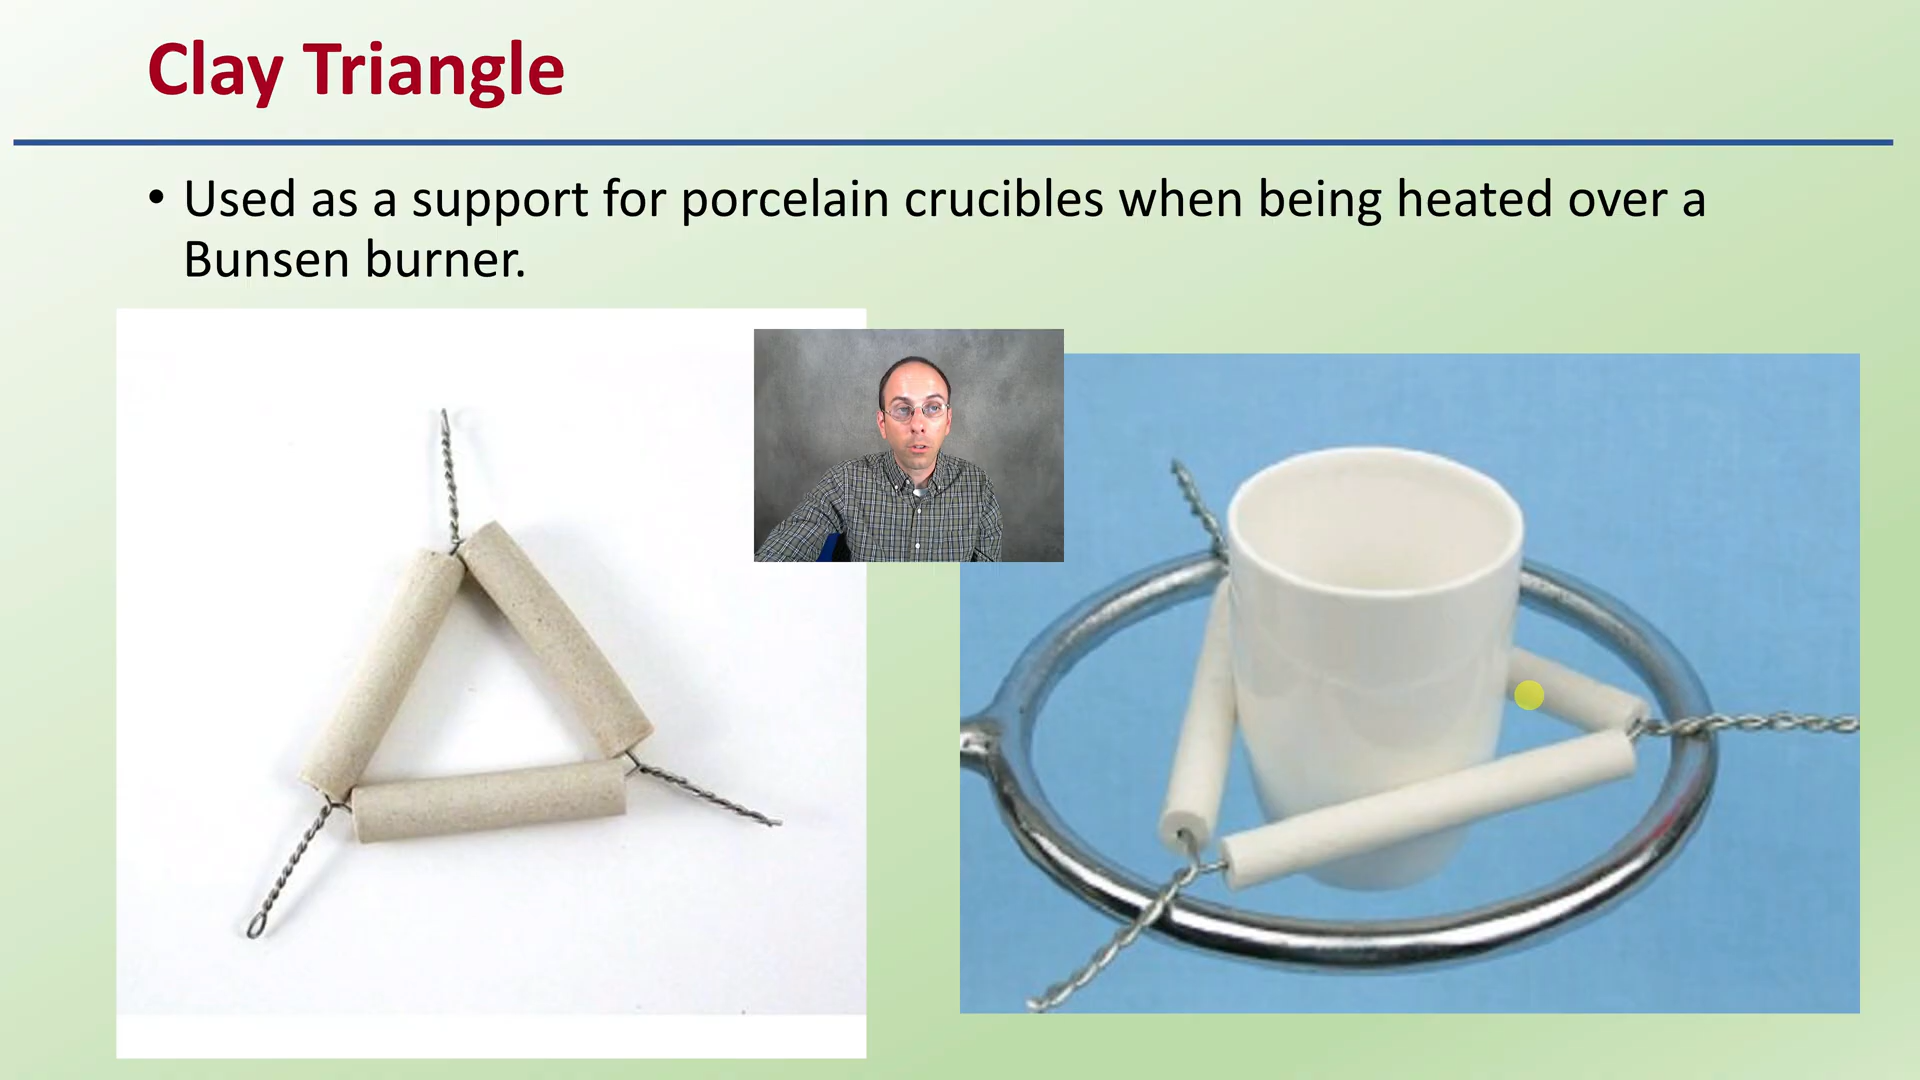 Clay Triangle
• Used as a support for porcelain crucibles when being heated over a
Bunsen burner.